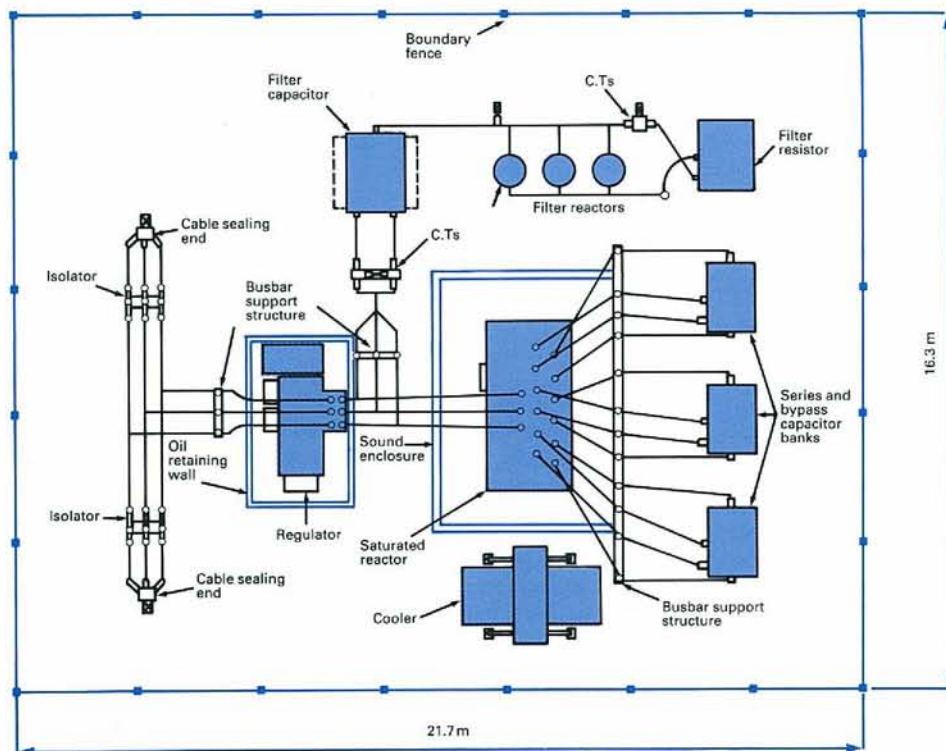 Boundary
fence
Filter
capacitor
C.Ts
Filter
resistor
Filter reactors
Cable sealing
end
C.Ts
Isolator
Busbar
support
structure
16.3 m
Series and
bypass
capacitor
banks
Oil
retaining
wall
Sound
enclosure
Isolator
Regulator
Saturated
reactor
Cable sealing
end
Cooler
Busbar support
structure
21.7 m